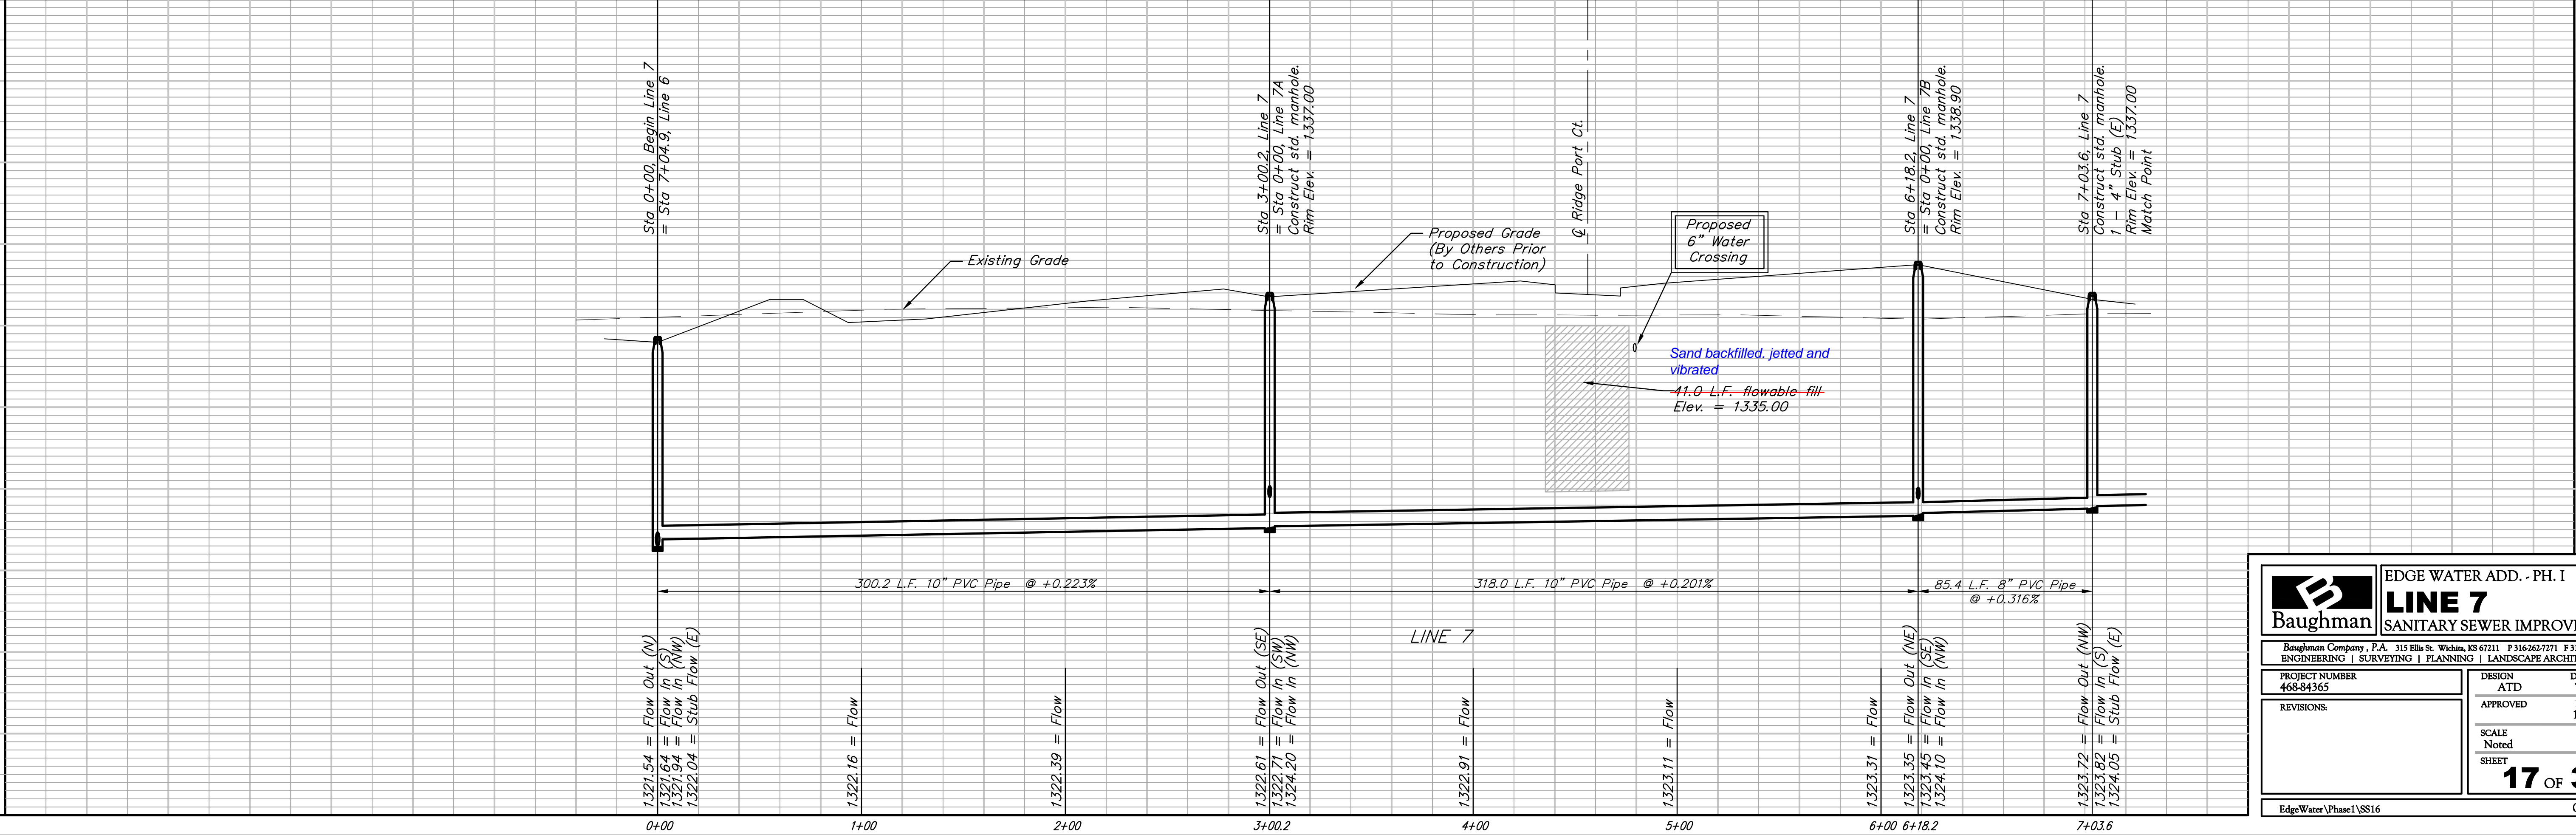 Sta 0+00, Begin Line 7
= Sta 7+04.9, Line 6
Sta 3+00.2, Line 7
= Sta 0+00, Line 7A
Construct std. manhole.
Rim Elev. = 1337.00
℄ Ridge Port Ct.
Sta 6+18.2, Line 7
= Sta 0+00, Line 7B
Construct std. manhole.
Rim Elev. = 1338.90
Sta 7+03.6, Line 7
Construct std. manhole.
1 - 4" Stub (E)
Rim Elev. = 1337.00
Match Point
Existing Grade
Proposed Grade
(By Others Prior
to Construction)
Proposed
6" Water
Crossing
Sand backfilled. jetted and
vibrated
41.0 L.F. flowable fill
Elev. = 1335.00
300.2 L.F. 10" PVC Pipe @ +0.223%
318.0 L.F. 10" PVC Pipe @ +0.201%
85.4 L.F. 8" PVC Pipe
@ +0.316%
LINE 7
1321.54 = Flow Out (N)
1321.64 = Flow In (S)
1321.94 = Flow In (NW)
1322.04 = Stub Flow (E)
1322.16 = Flow
1322.39 = Flow
1322.61 = Flow Out (SE)
1322.71 = Flow In (SW)
1324.20 = Flow In (NW)
1322.91 = Flow
1323.11 = Flow
1323.31 = Flow
1323.35 = Flow Out (NE)
1323.45 = Flow In (SE)
1324.10 = Flow In (NW)
1323.72 = Flow Out (NW)
1323.82 = Flow In (S)
1324.05 = Stub Flow (E)
0+00 1+00 2+00 3+00.2 4+00 5+00 6+00 6+18.2 7+03.6
B
Baughman
EDGE WATER ADD. - PH. I
LINE 7
SANITARY SEWER IMPROVE
Baughman Company, P.A. 315 Ellis St. Wichita, KS 67211 P 316-262-7271 F 31
ENGINEERING | SURVEYING | PLANNING | LANDSCAPE ARCHIT
PROJECT NUMBER
468-84365
REVISIONS:
DESIGN
ATD
APPROVED
SCALE
Noted
SHEET
17 OF
EdgeWater\Phase1\SS16